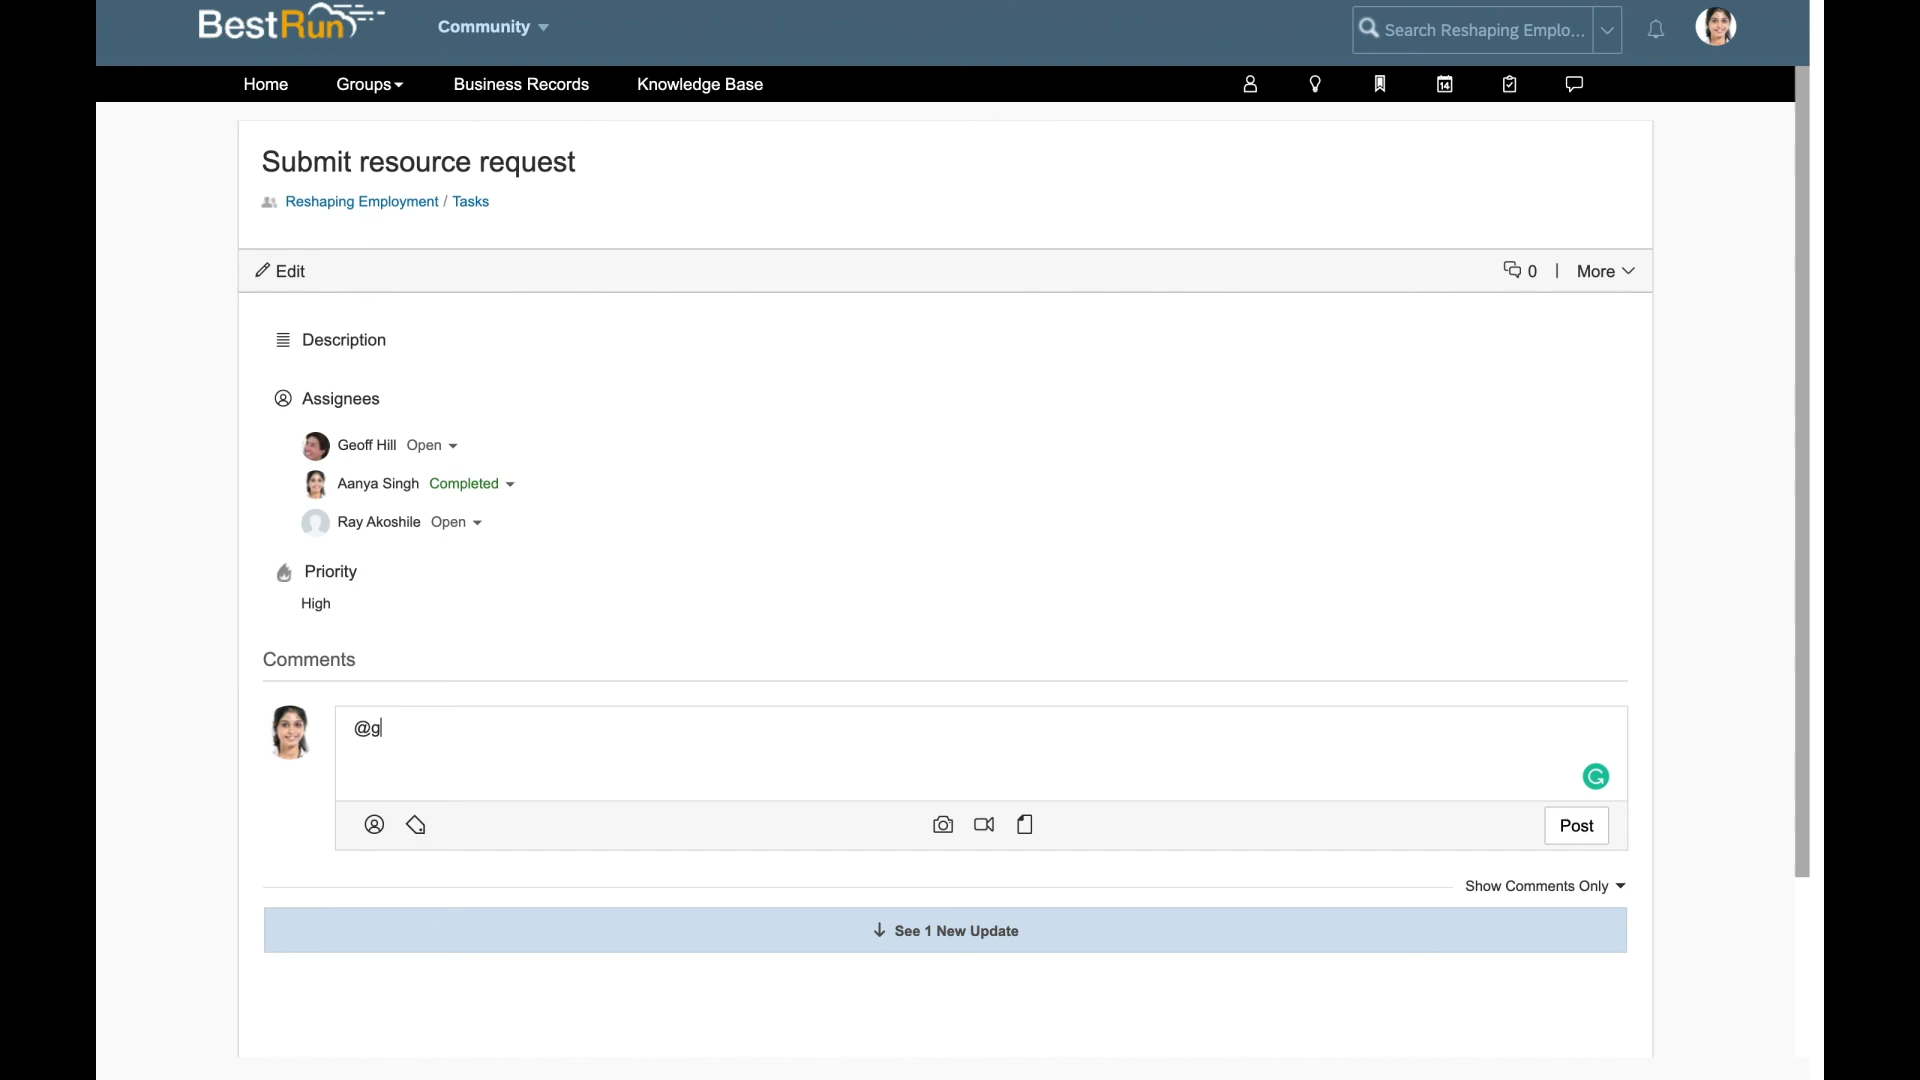 BestRun
Community
Search Reshaping Emplo...
Home Groups Business Records Knowledge Base
14
Submit resource request
Reshaping Employment / Tasks
Edit
0 | More
Description
Assignees
Geoff Hill Open
Aanya Singh Completed
Ray Akoshile Open
Priority
High
Comments
@g
Post
Show Comments Only
See 1 New Update